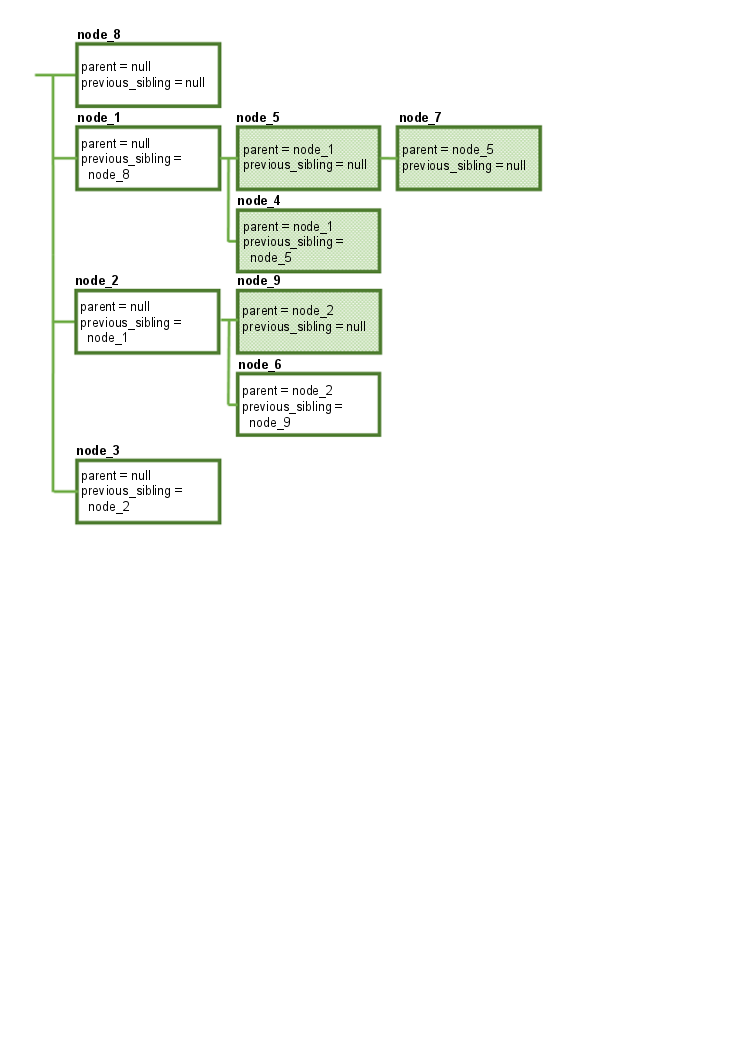 node_8
parent = null
previous_sibling = null
node_1
parent = null
previous_sibling =
node_8
node_5
parent = node_1
previous_sibling = null
node_7
parent = node_5
previous_sibling = null
node_4
parent = node_1
previous_sibling =
node_5
node_2
parent = null
previous_sibling =
node_1
node_9
parent = node_2
previous_sibling = null
node_6
parent = node_2
previous_sibling =
node_9
node_3
parent = null
previous_sibling =
node_2